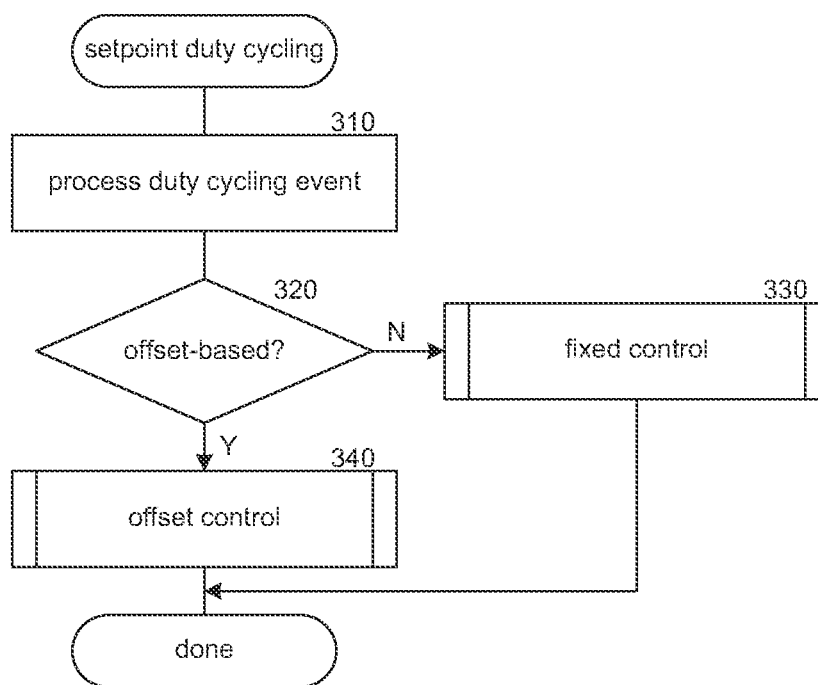 setpoint duty cycling
310
process duty cycling event
320
offset-based?
N
330
fixed control
Y
340
offset control
done